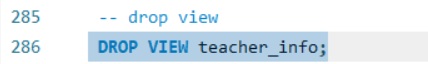 285 -- drop view
286 DROP VIEW teacher_info;